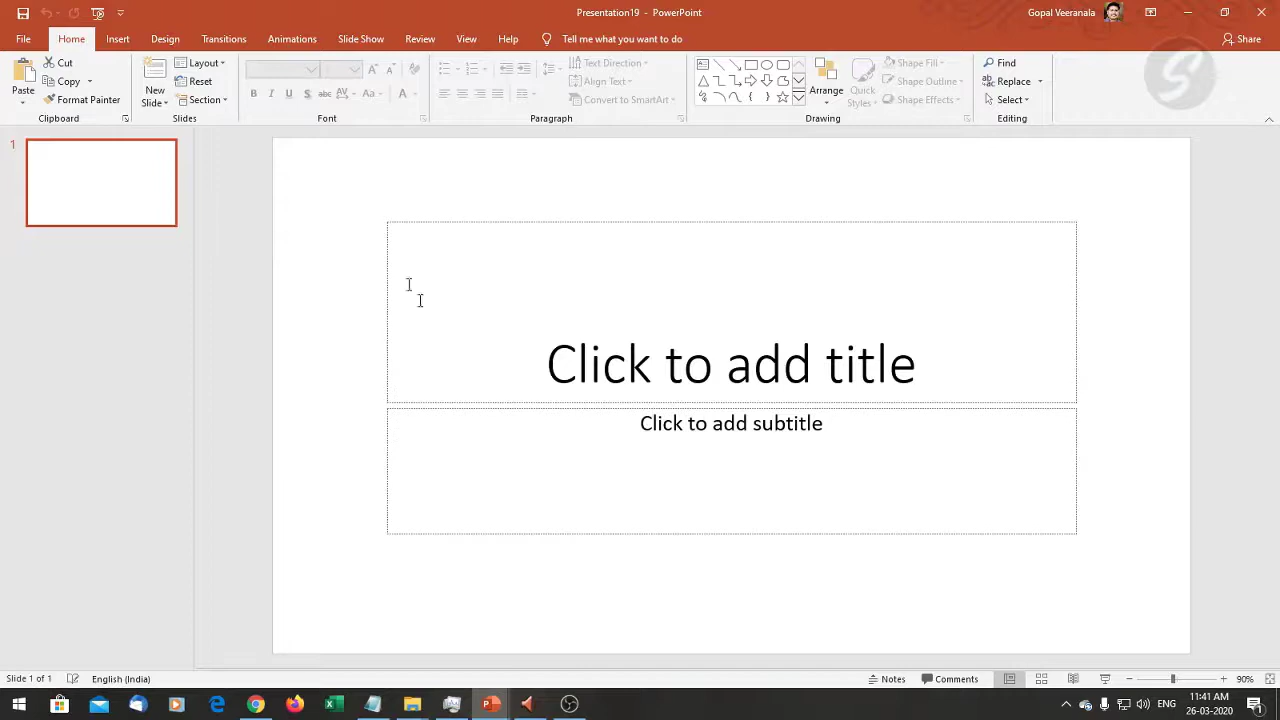 Presentation19 - PowerPoint
Gopal Veeranala
File Home Insert Design Transitions Animations Slide Show Review View Help Tell me what you want to do Share
Paste
Cut
Copy
Format Painter
Clipboard
New Slide
Layout
Reset
Section
Slides
B I U S abc AV Aa A
Font
Text Direction
Align Text
Convert to SmartArt
Paragraph
Arrange
Quick Styles
Shape Fill
Shape Outline
Shape Effects
Drawing
Find
Replace
Select
Editing
1
Click to add title
Click to add subtitle
Slide 1 of 1 English (India) Notes Comments 90%
ENG
11:41 AM
26-03-2020
1